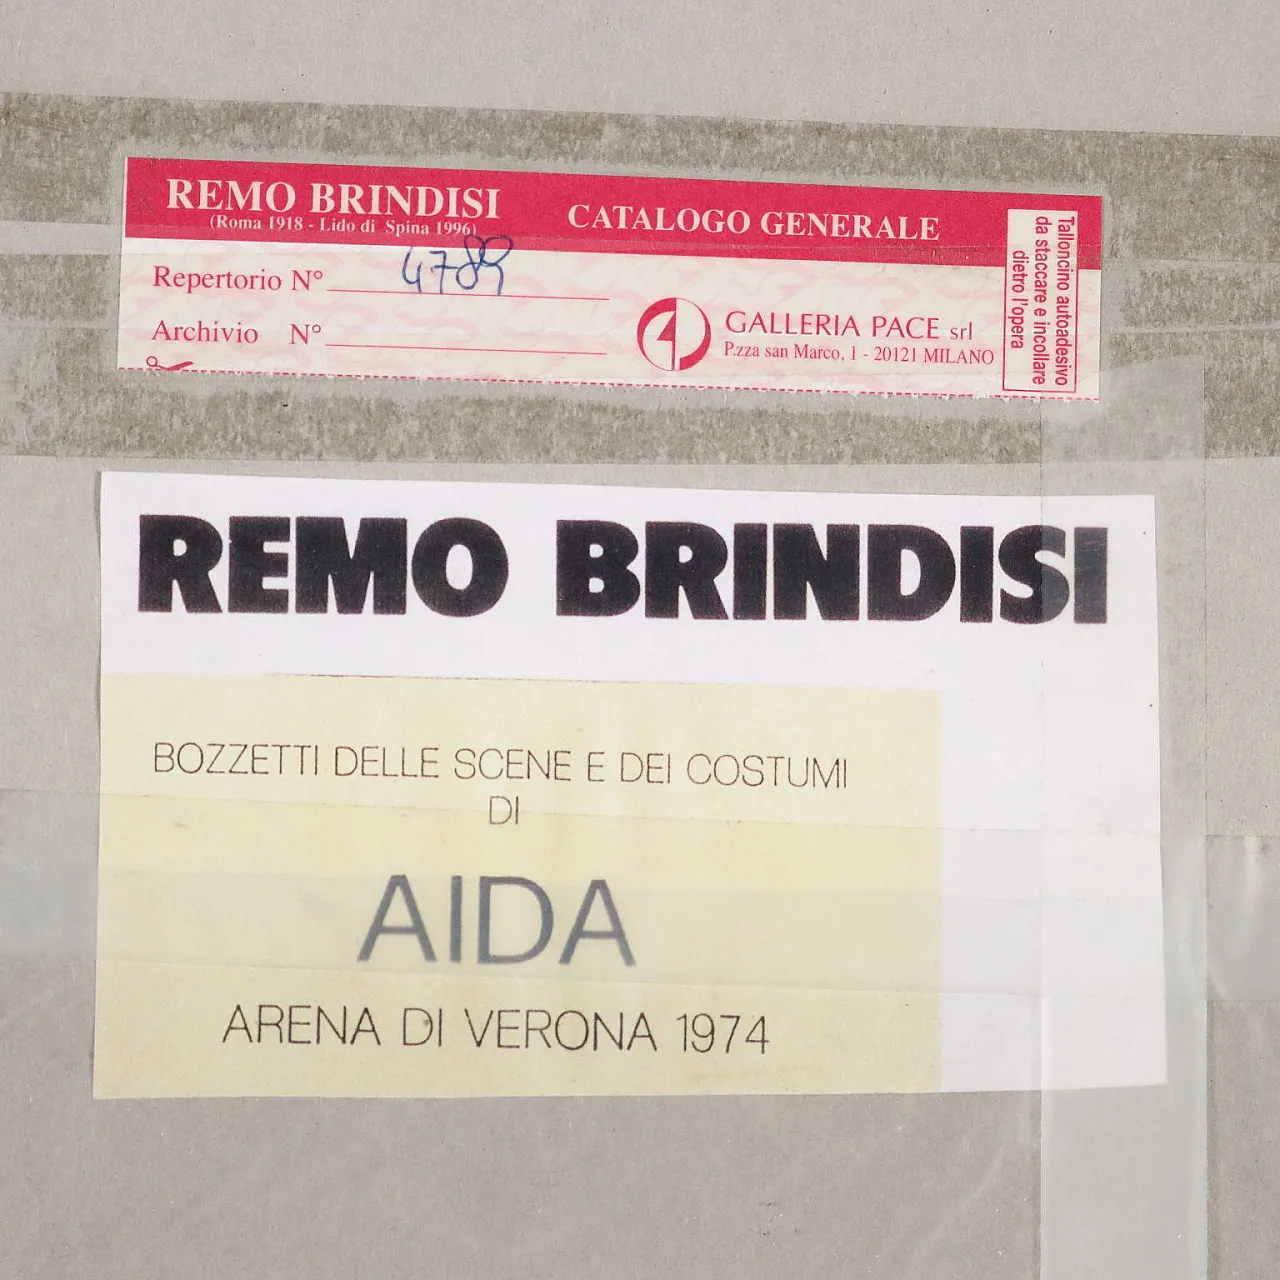 REMO BRINDISI
(Roma 1918 - Lido di Spina 1996)
CATALOGO GENERALE
Repertorio N° 4789
Archivio N°
GALLERIA PACE srl
P.zza san Marco, 1 - 20121 MILANO
Talloncino autoadesivo
da staccare e incollare
dietro l'opera
REMO BRINDISI
BOZZETTI DELLE SCENE E DEI COSTUMI
DI
AIDA
ARENA DI VERONA 1974